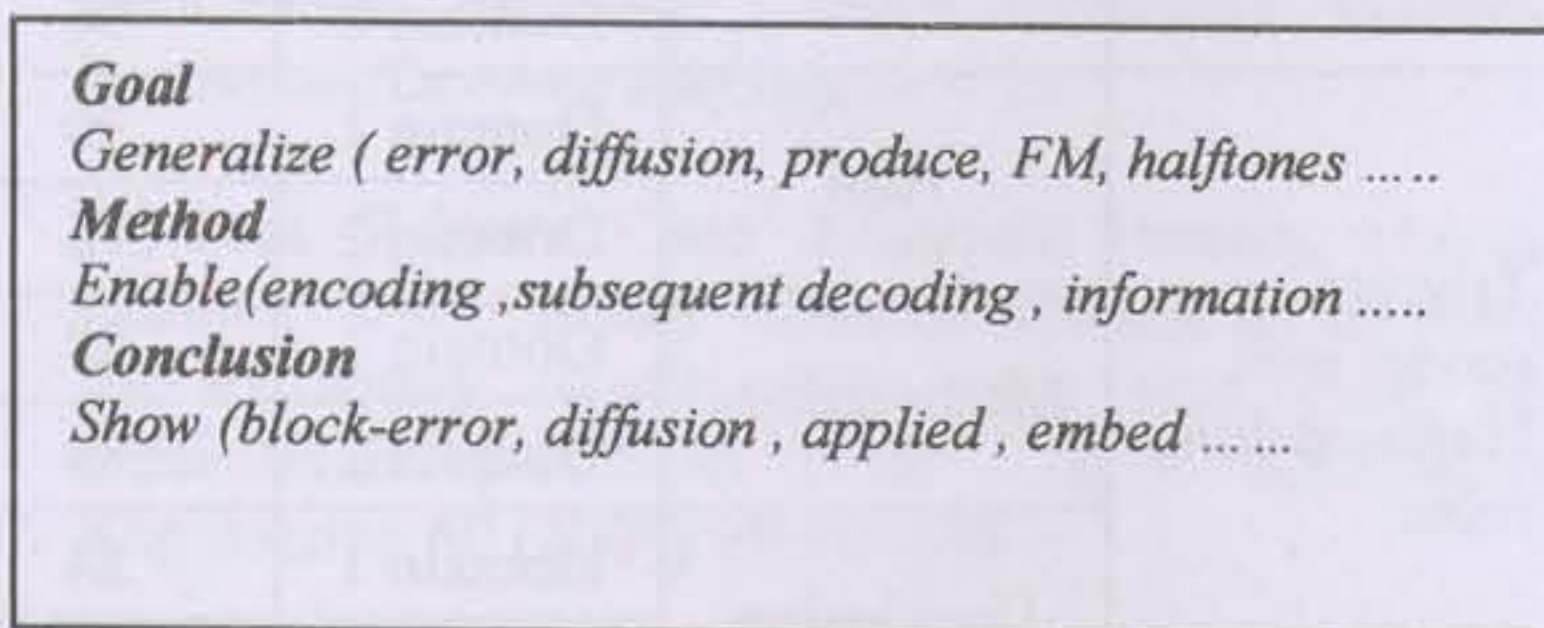 Goal
Generalize ( error, diffusion, produce, FM, halftones .....
Method
Enable(encoding ,subsequent decoding , information .....
Conclusion
Show (block-error, diffusion , applied , embed ... ...